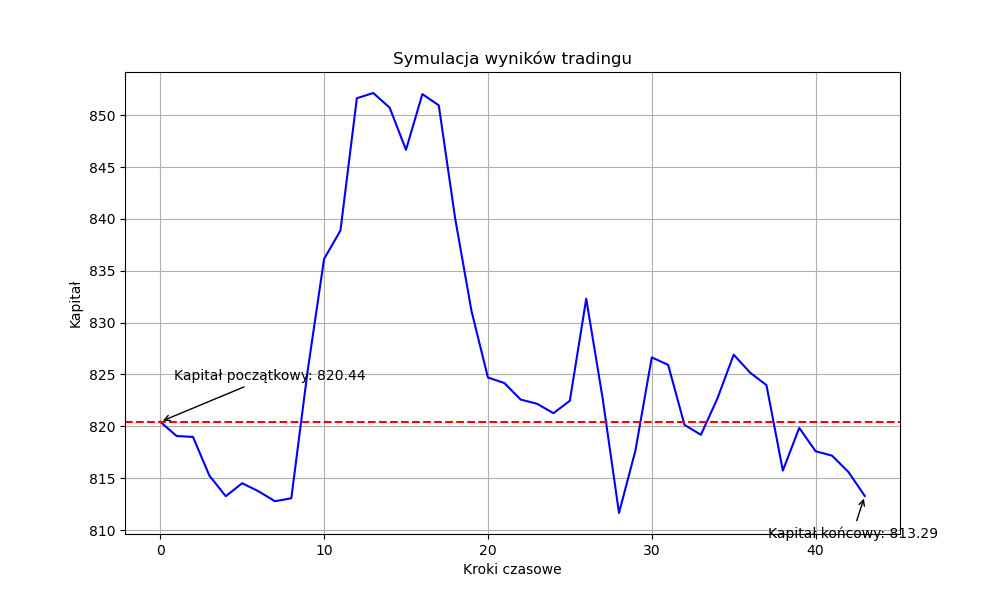 Symulacja wyników tradingu
Kapitał
850
845
840
835
830
825
820
815
810
Kapitał początkowy: 820.44
Kapitał końcowy: 813.29
0
10
20
30
40
Kroki czasowe